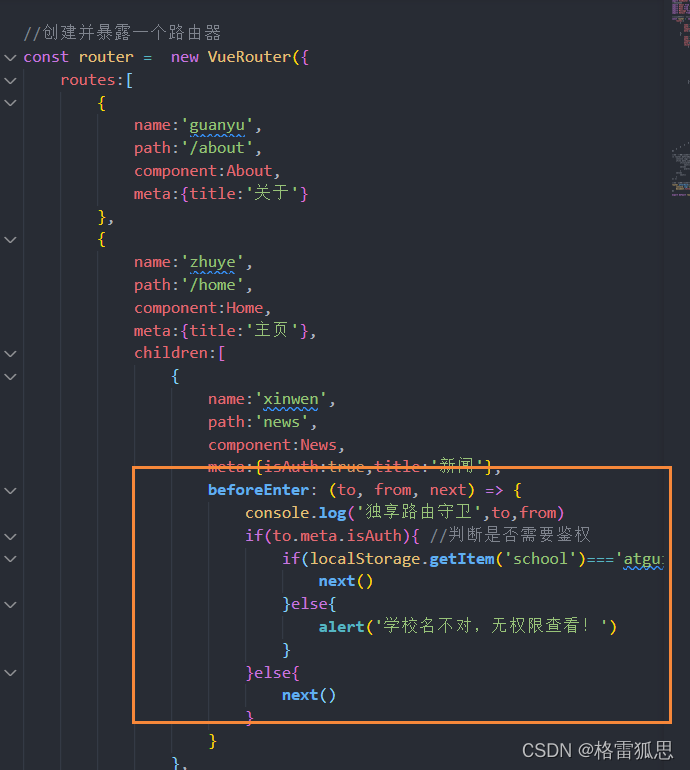 //创建并暴露一个路由器
const router =  new VueRouter({
    routes:[
        {
            name:'guanyu',
            path:'/about',
            component:About,
            meta:{title:'关于'}
        },
        {
            name:'zhuye',
            path:'/home',
            component:Home,
            meta:{title:'主页'},
            children:[
                {
                    name:'xinwen',
                    path:'news',
                    component:News,
                    meta:{isAuth:true,title:'新闻'},
                    beforeEnter: (to, from, next) => {
                        console.log('独享路由守卫',to,from)
                        if(to.meta.isAuth){ //判断是否需要鉴权
                            if(localStorage.getItem('school')==='atgu
                                next()
                            }else{
                                alert('学校名不对，无权限查看！')
                            }
                        }else{
                            next()
                        }
                    }
                },
CSDN @格雷狐思